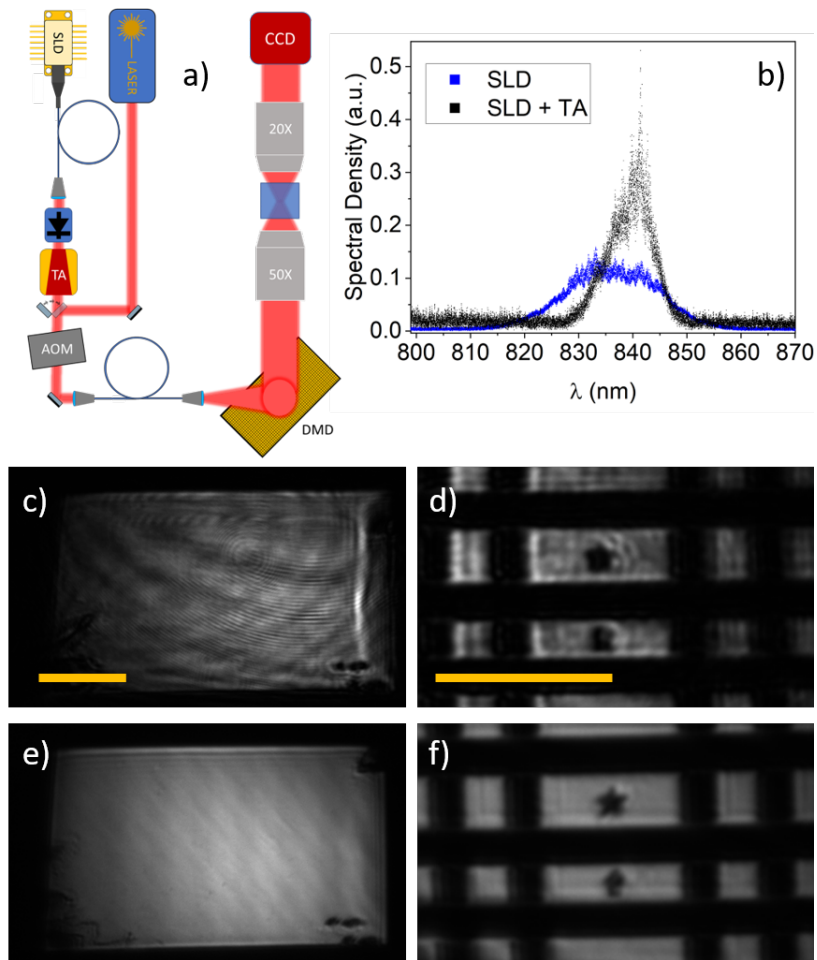 a)
SLD
LASER
TA
AOM
CCD
20X
50X
DMD
b)
SLD
SLD + TA
Spectral Density (a.u.)
0.5
0.4
0.3
0.2
0.1
0.0
800 810 820 830 840 850 860 870
λ (nm)
c)
d)
e)
f)